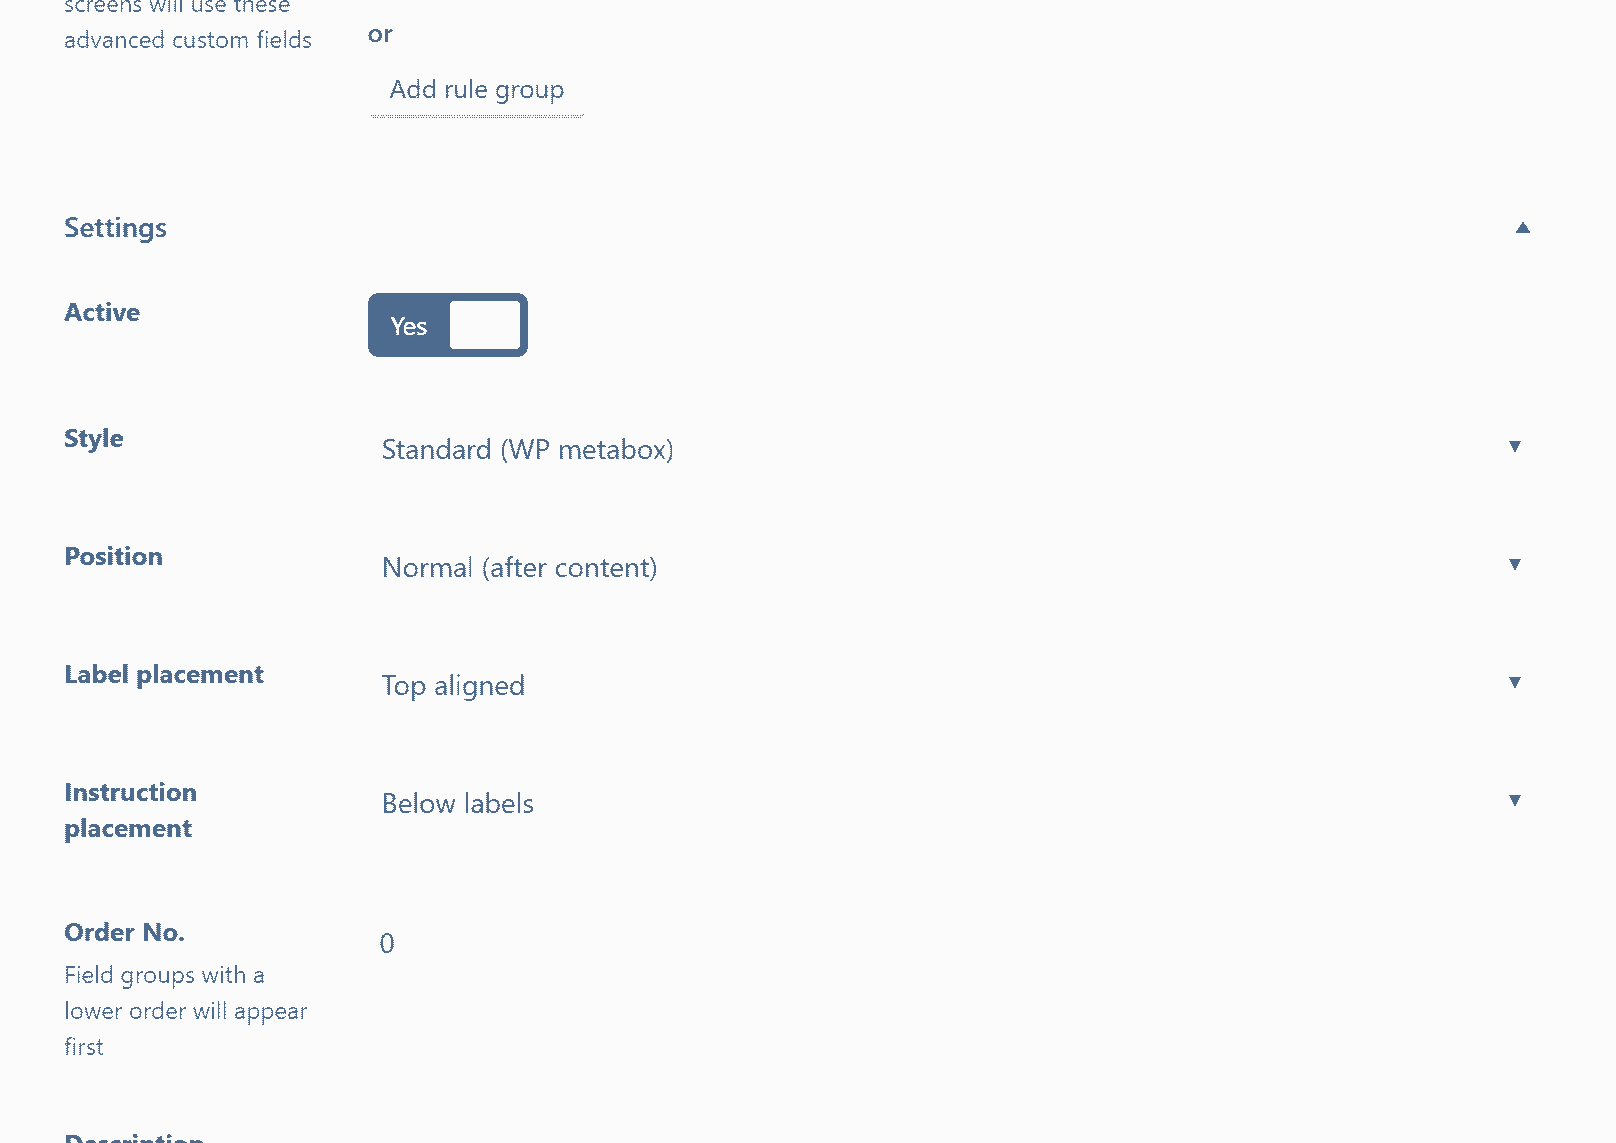 screens will use these
advanced custom fields
or
Add rule group
Settings
Active
Yes
Style
Standard (WP metabox)
Position
Normal (after content)
Label placement
Top aligned
Instruction
placement
Below labels
Order No.
0
Field groups with a
lower order will appear
first
Description